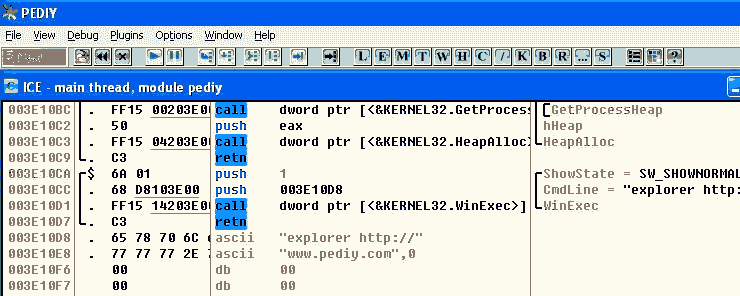 PEDIY
File View Debug Plugins Options Window Help
L E M T W H C / K B R ... S
ICE - main thread, module pediy
003E10BC . FF15 00203E00 call dword ptr [<&KERNEL32.GetProcess GetProcessHeap
003E10C2 . 50 push eax hHeap
003E10C3 . FF15 04203E00 call dword ptr [<&KERNEL32.HeapAlloc> HeapAlloc
003E10C9 . C3 retn
003E10CA $ 6A 01 push 1 ShowState = SW_SHOWNORMAL
003E10CC . 68 D8103E00 push 003E10D8 CmdLine = "explorer http:
003E10D1 . FF15 14203E00 call dword ptr [<&KERNEL32.WinExec>] WinExec
003E10D7 . C3 retn
003E10D8 . 65 78 70 6C ascii "explorer http://"
003E10E8 . 77 77 77 2E ascii "www.pediy.com",0
003E10F6 00 db 00
003E10F7 00 db 00